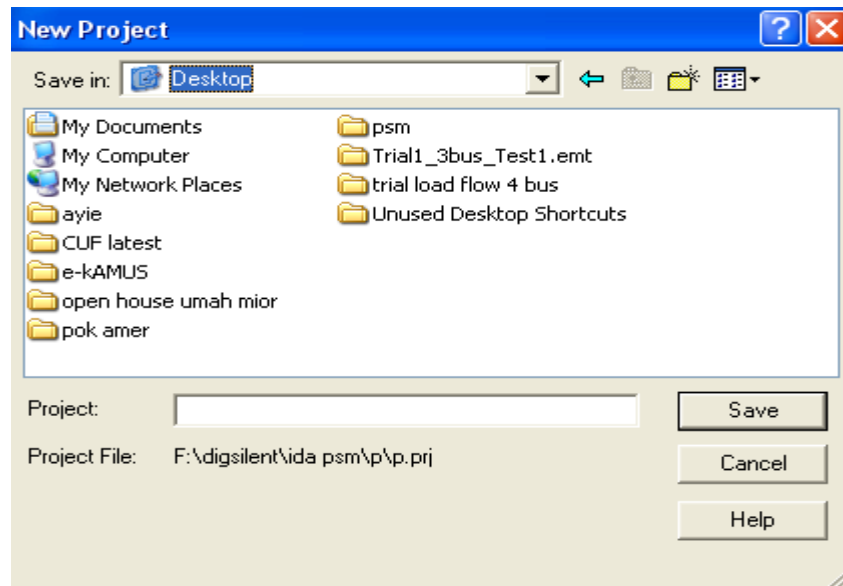 New Project
Save in: Desktop
My Documents
My Computer
My Network Places
ayie
CUF latest
e-kAMUS
open house umah mior
pok amer
psm
Trial1_3bus_Test1.emt
trial load flow 4 bus
Unused Desktop Shortcuts
Project:
Save
Project File: F:\digsilent\ida psm\p\p.prj
Cancel
Help